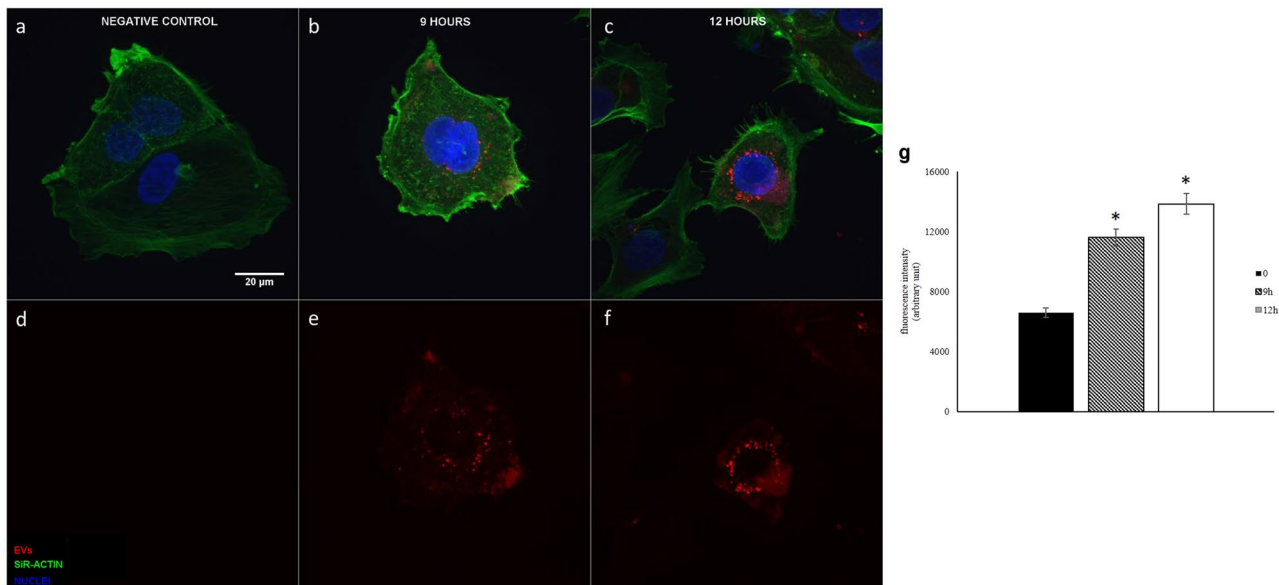 a
NEGATIVE CONTROL
b
9 HOURS
c
12 HOURS
20 µm
d
e
f
EVs
SiR-ACTIN
NUCLEI
g
fluorescence intensity
(arbitrary unit)
16000
12000
8000
4000
0
*
*
0
9h
12h